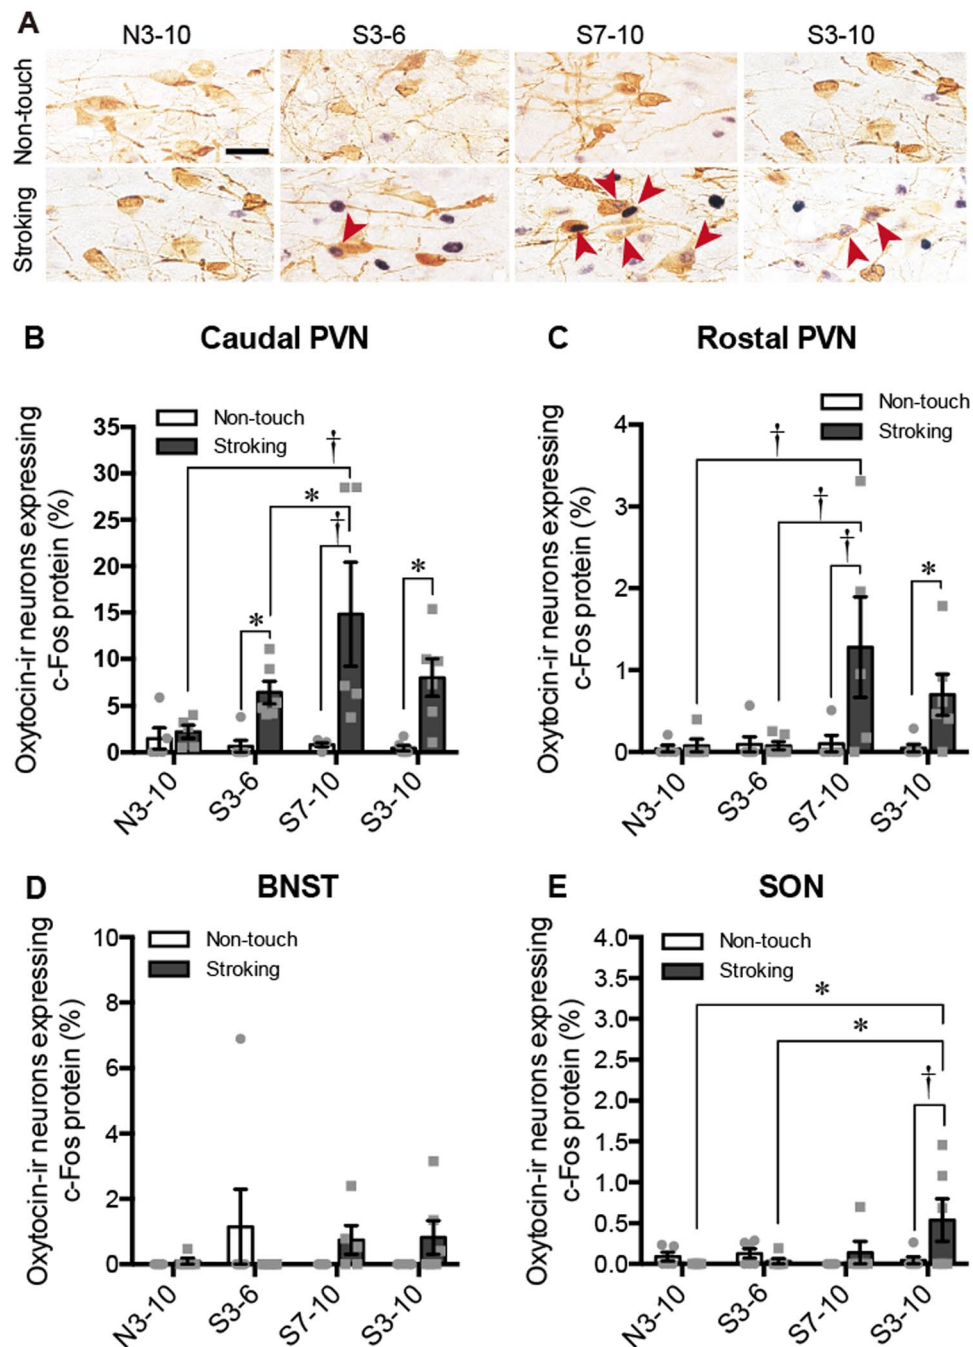 A
N3-10 S3-6 S7-10 S3-10
Non-touch
Stroking
B Caudal PVN
Oxytocin-ir neurons expressing
c-Fos protein (%)
Non-touch
Stroking
35
30
25
20
15
10
5
0
†
*
†
*
*
N3-10 S3-6 S7-10 S3-10
C Rostal PVN
Oxytocin-ir neurons expressing
c-Fos protein (%)
Non-touch
Stroking
4
3
2
1
0
†
†
†
*
N3-10 S3-6 S7-10 S3-10
D BNST
Oxytocin-ir neurons expressing
c-Fos protein (%)
Non-touch
Stroking
10
8
6
4
2
0
N3-10 S3-6 S7-10 S3-10
E SON
Oxytocin-ir neurons expressing
c-Fos protein (%)
Non-touch
Stroking
4.0
3.5
3.0
2.5
2.0
1.5
1.0
0.5
0.0
*
*
†
N3-10 S3-6 S7-10 S3-10